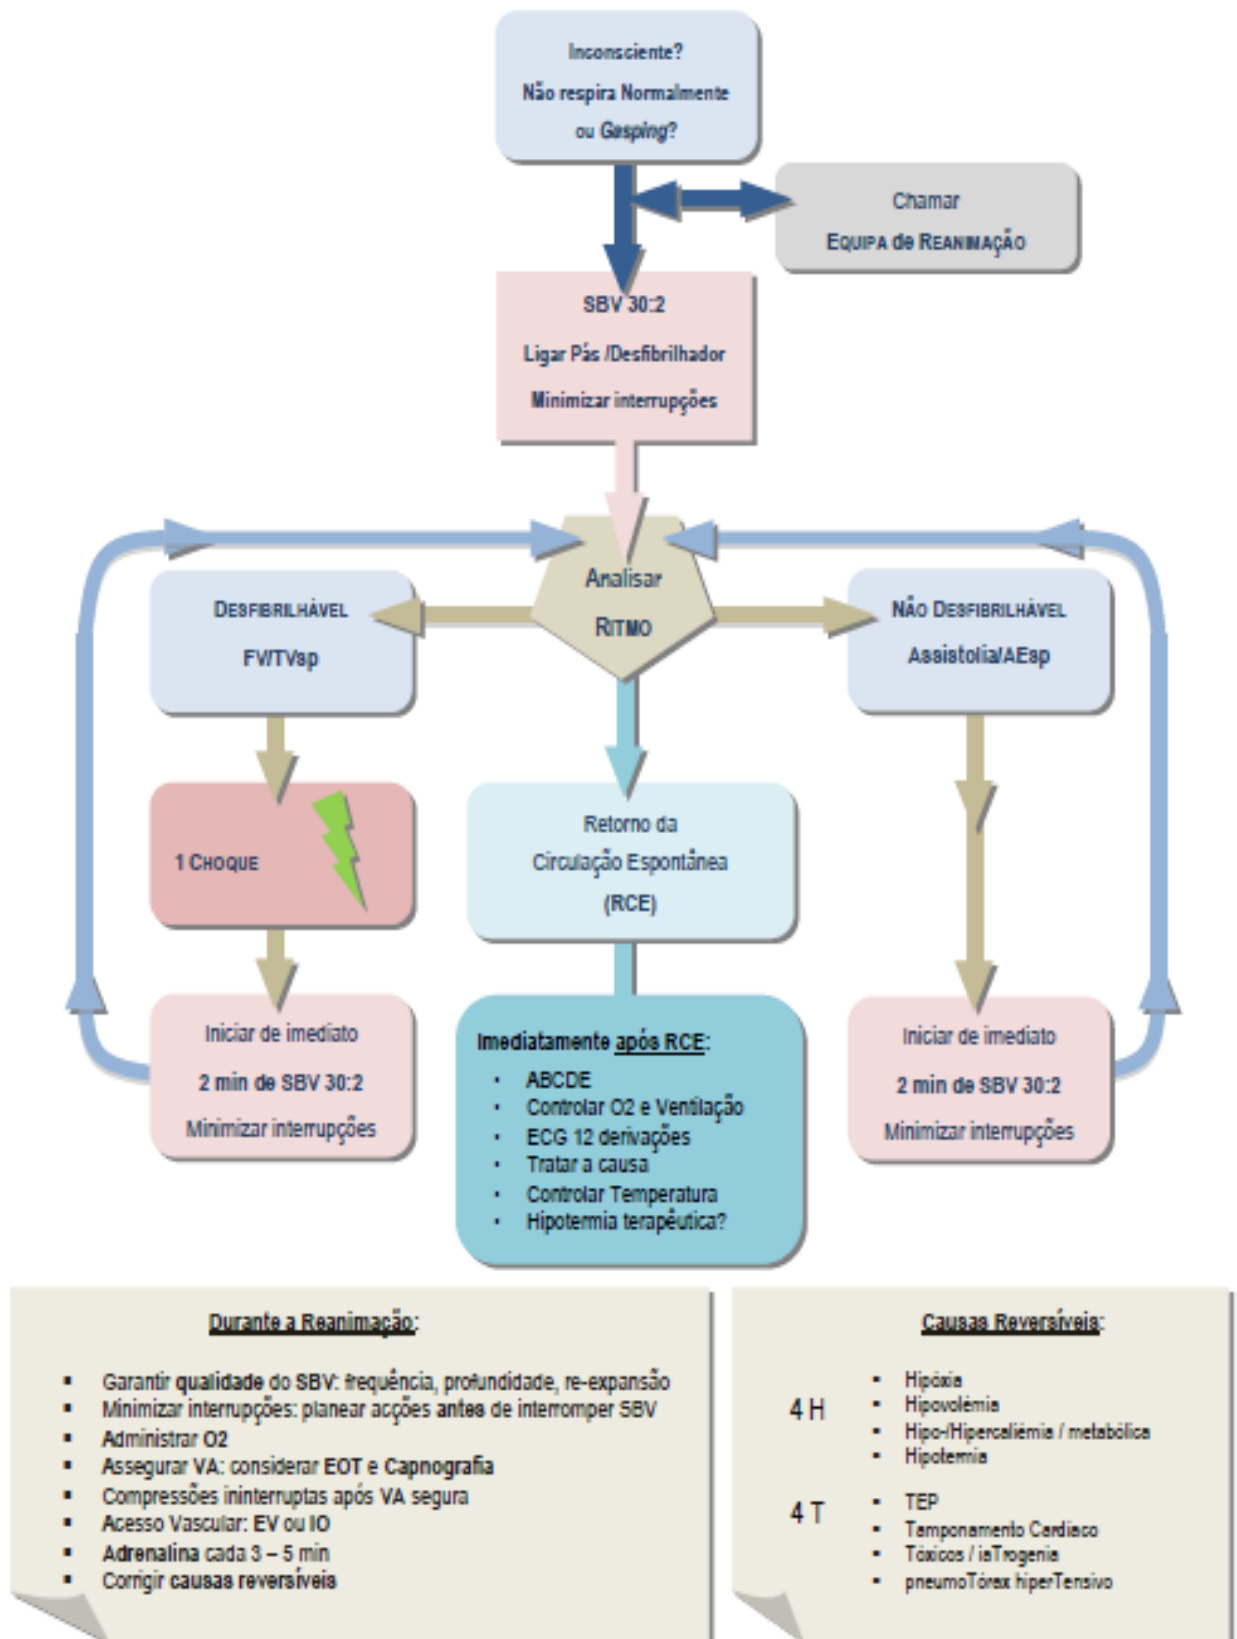 Inconsciente?
Não respira Normalmente
ou Gasping?
Chamar
EQUIPA de REANIMAÇÃO
SBV 30:2
Ligar Pás /Desfibrilhador
Minimizar interrupções
Analisar
RITMO
DESFIBRILHÁVEL
FV/TVsp
NÃO DESFIBRILHÁVEL
Assistolia/AEsp
1 CHOQUE
Retorno da
Circulação Espontânea
(RCE)
Iniciar de imediato
2 min de SBV 30:2
Minimizar interrupções
Imediatamente após RCE:
▪ ABCDE
▪ Controlar O2 e Ventilação
▪ ECG 12 derivações
▪ Tratar a causa
▪ Controlar Temperatura
▪ Hipotermia terapêutica?
Iniciar de imediato
2 min de SBV 30:2
Minimizar interrupções
Durante a Reanimação:
▪ Garantir qualidade do SBV: frequência, profundidade, re-expansão
▪ Minimizar interrupções: planear acções antes de interromper SBV
▪ Administrar O2
▪ Assegurar VA: considerar EOT e Capnografia
▪ Compressões ininterruptas após VA segura
▪ Acesso Vascular: EV ou IO
▪ Adrenalina cada 3 – 5 min
▪ Corrigir causas reversíveis
Causas Reversíveis:
4 H
▪ Hipóxia
▪ Hipovolémia
▪ Hipo-/Hipercaliémia / metabólica
▪ Hipotermia
4 T
▪ TEP
▪ Tamponamento Cardíaco
▪ Tóxicos / iaTrogenia
▪ pneumoTórax hiperTensivo